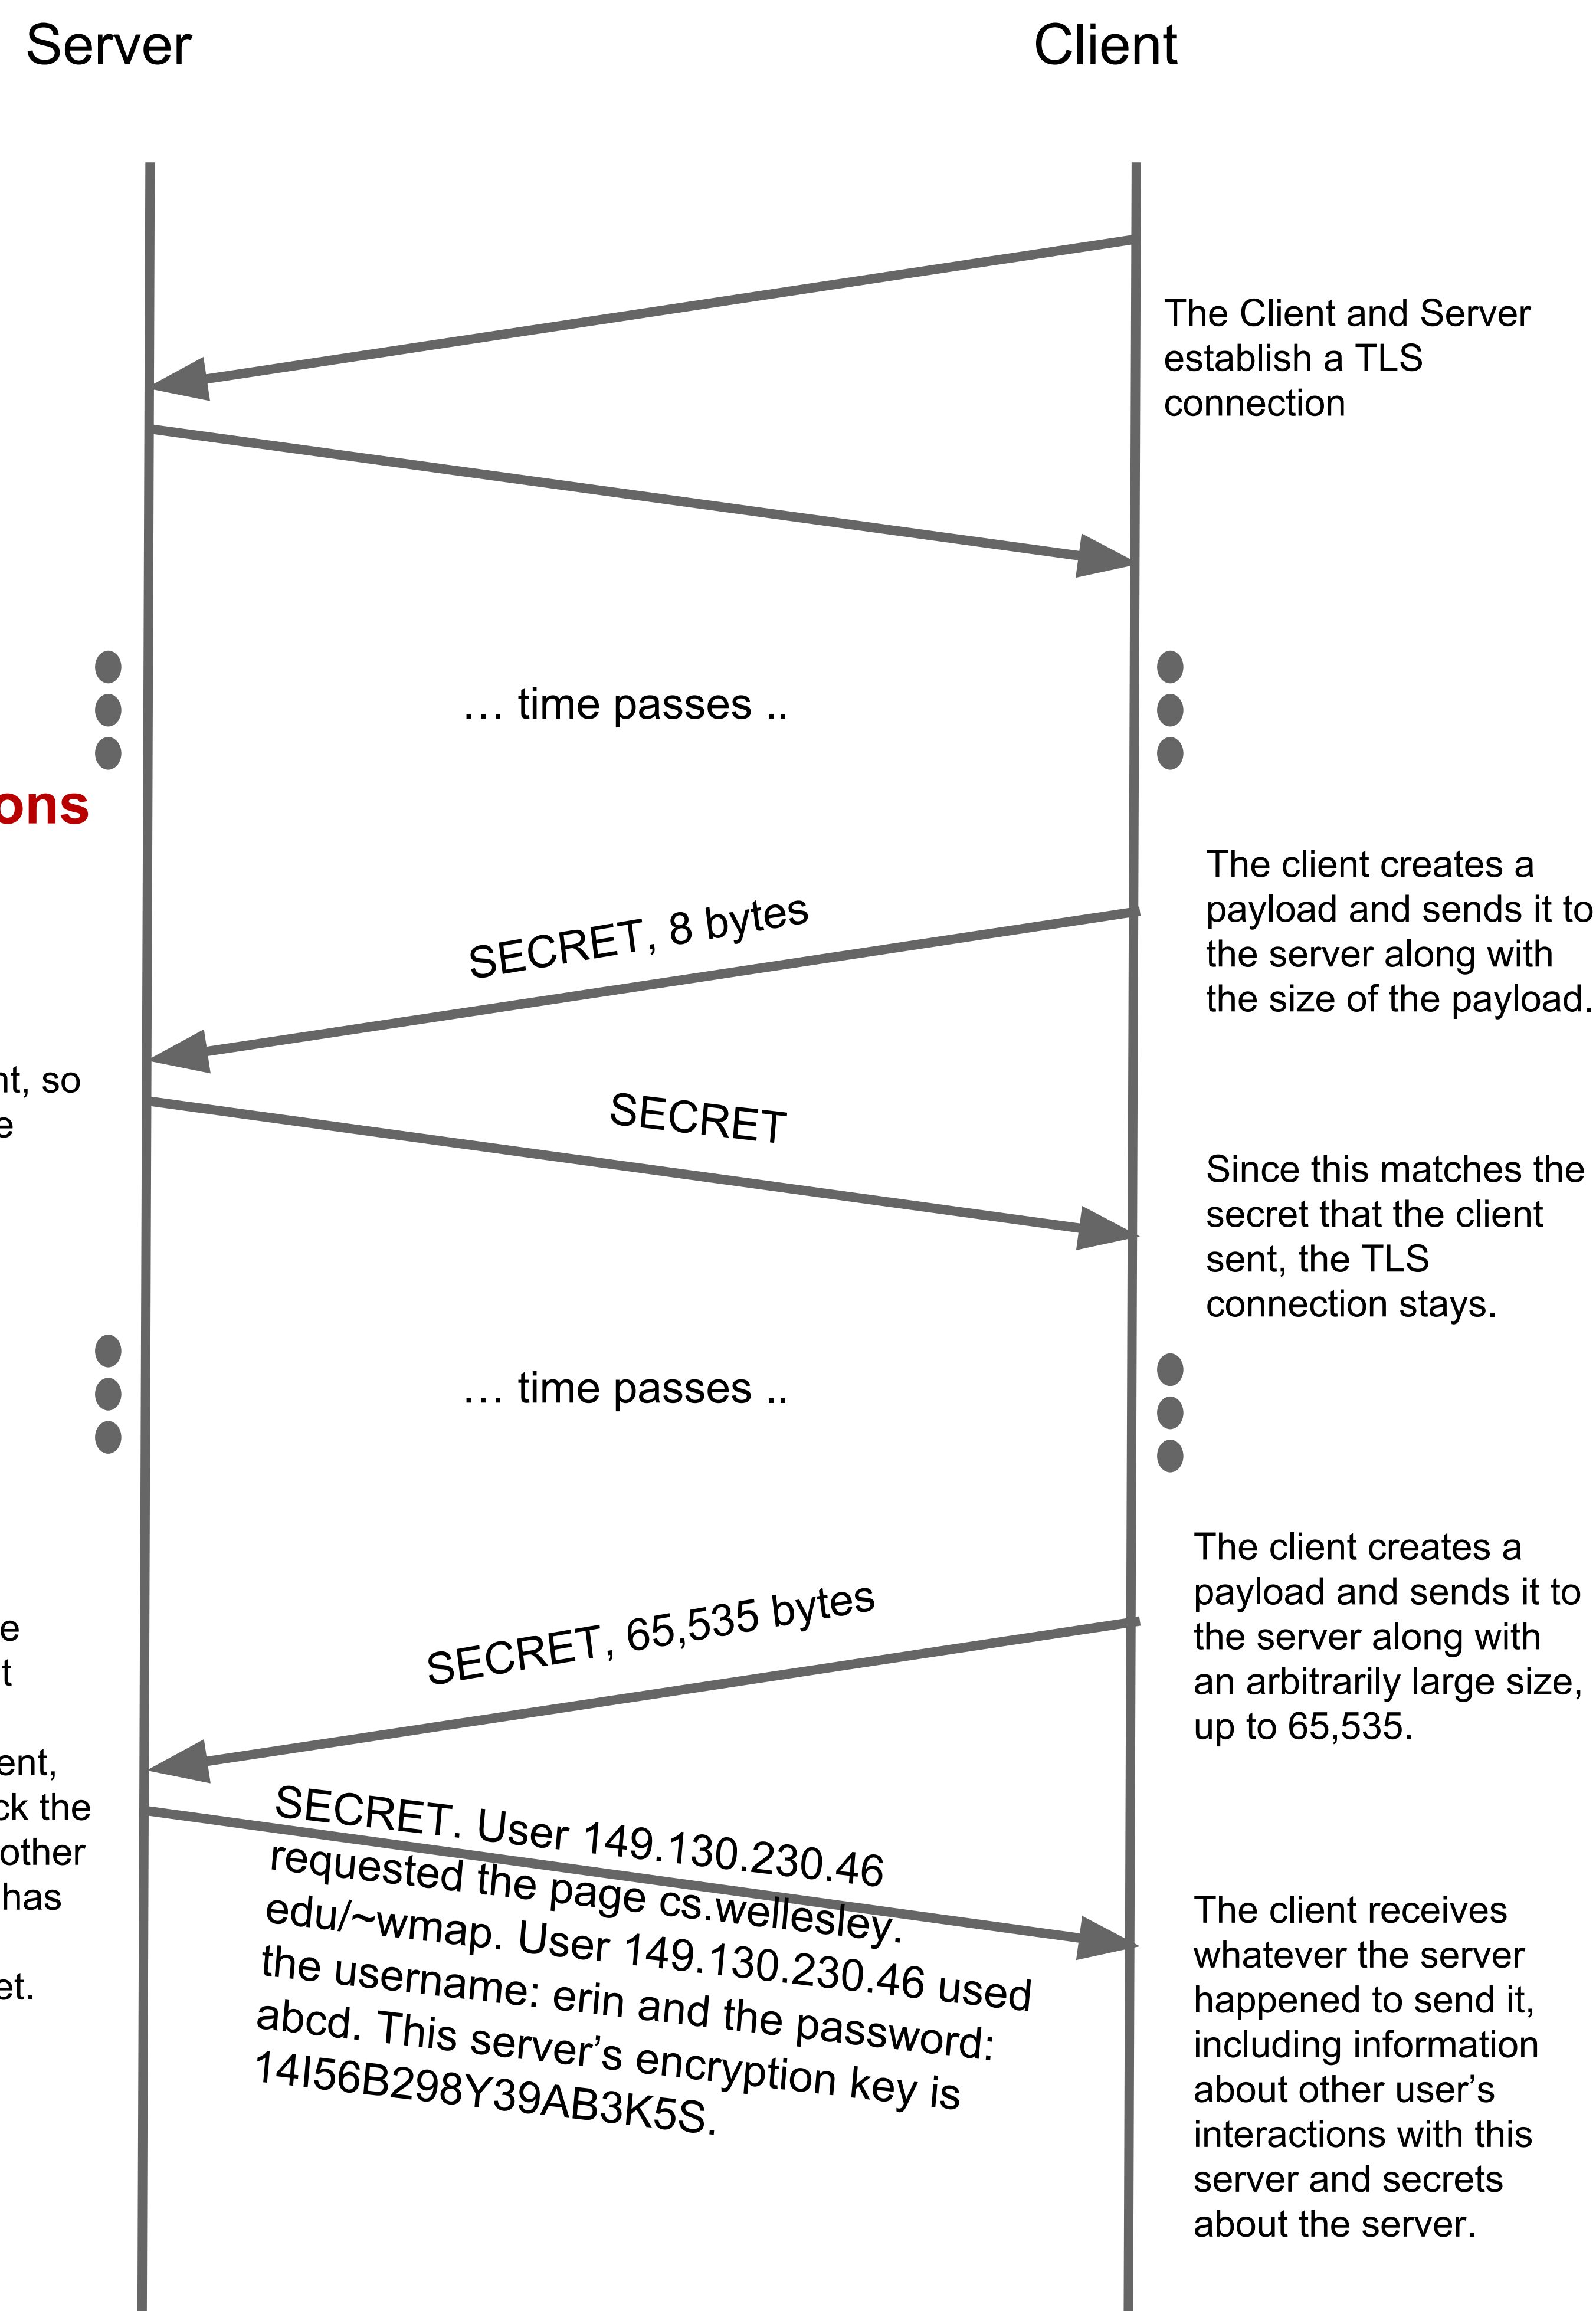 Server
Client
The Client and Server
establish a TLS
connection
… time passes ..
ons
The client creates a
payload and sends it to
the server along with
the size of the payload.
SECRET, 8 bytes
nt, so
e
SECRET
Since this matches the
secret that the client
sent, the TLS
connection stays.
… time passes ..
The client creates a
payload and sends it to
the server along with
an arbitrarily large size,
up to 65,535.
SECRET, 65,535 bytes
e
t
ent,
ck the
other
has
et.
SECRET. User 149.130.230.46
requested the page cs.wellesley.
edu/~wmap. User 149.130.230.46 used
the username: erin and the password:
abcd. This server’s encryption key is
14I56B298Y39AB3K5S.
The client receives
whatever the server
happened to send it,
including information
about other user’s
interactions with this
server and secrets
about the server.